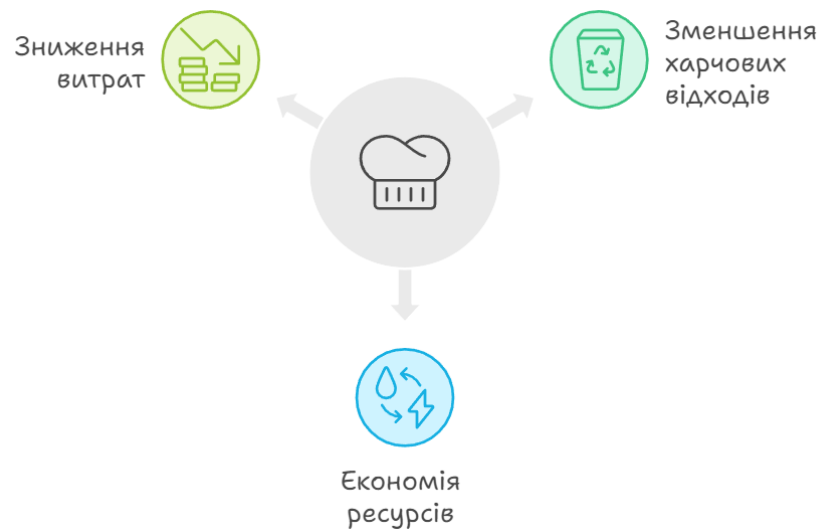 Зниження
витрат
Зменшення
харчових
відходів
Економія
ресурсів